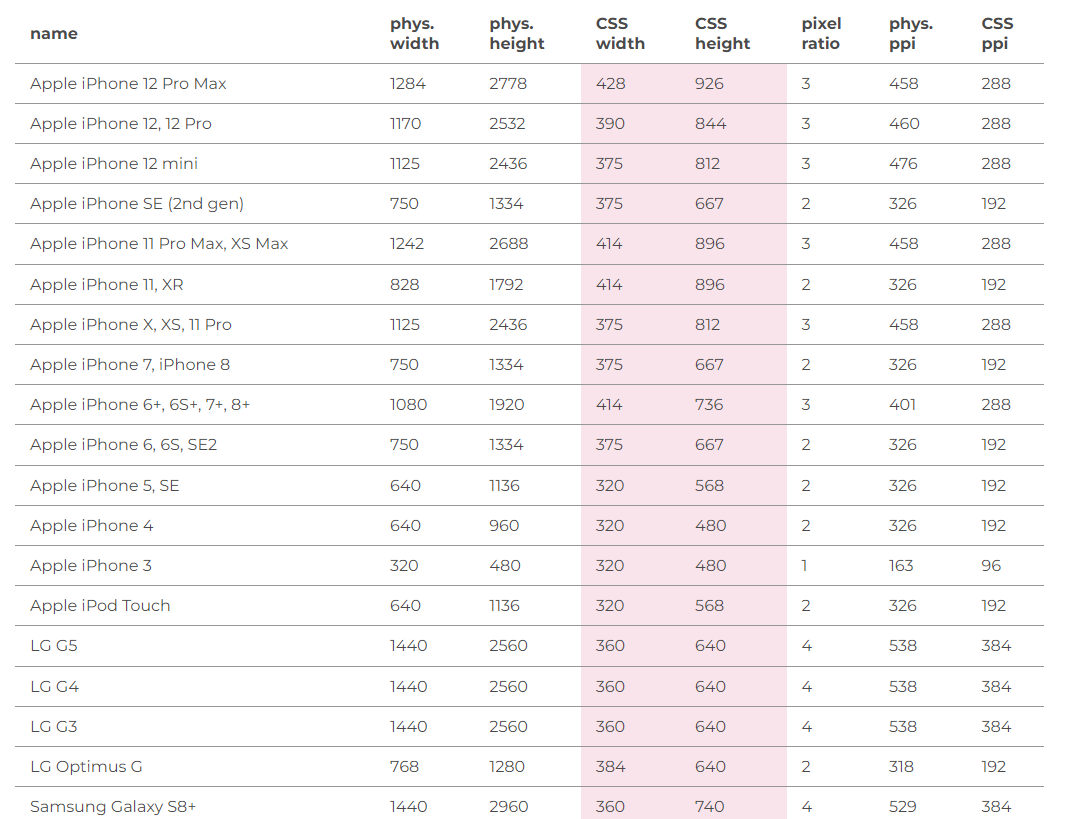 name phys. width phys. height CSS width CSS height pixel ratio phys. ppi CSS ppi
Apple iPhone 12 Pro Max 1284 2778 428 926 3 458 288
Apple iPhone 12, 12 Pro 1170 2532 390 844 3 460 288
Apple iPhone 12 mini 1125 2436 375 812 3 476 288
Apple iPhone SE (2nd gen) 750 1334 375 667 2 326 192
Apple iPhone 11 Pro Max, XS Max 1242 2688 414 896 3 458 288
Apple iPhone 11, XR 828 1792 414 896 2 326 192
Apple iPhone X, XS, 11 Pro 1125 2436 375 812 3 458 288
Apple iPhone 7, iPhone 8 750 1334 375 667 2 326 192
Apple iPhone 6+, 6S+, 7+, 8+ 1080 1920 414 736 3 401 288
Apple iPhone 6, 6S, SE2 750 1334 375 667 2 326 192
Apple iPhone 5, SE 640 1136 320 568 2 326 192
Apple iPhone 4 640 960 320 480 2 326 192
Apple iPhone 3 320 480 320 480 1 163 96
Apple iPod Touch 640 1136 320 568 2 326 192
LG G5 1440 2560 360 640 4 538 384
LG G4 1440 2560 360 640 4 538 384
LG G3 1440 2560 360 640 4 538 384
LG Optimus G 768 1280 384 640 2 318 192
Samsung Galaxy S8+ 1440 2960 360 740 4 529 384